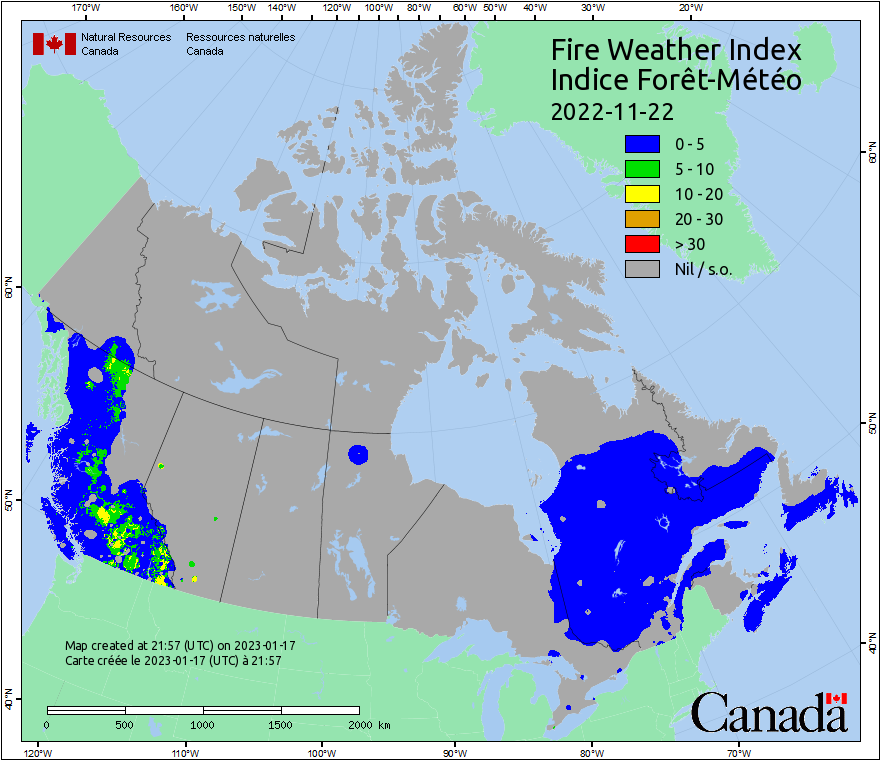 170°W 160°W 150°W 140°W 120°W 100°W 80°W 60°W 50°W 40°W 30°W 20°W
Natural Resources Canada
Ressources naturelles Canada
Fire Weather Index
Indice Forêt-Météo
2022-11-22
0 - 5
5 - 10
10 - 20
20 - 30
> 30
Nil / s.o.
60°N
50°N
40°N
60°N
50°N
40°N
Map created at 21:57 (UTC) on 2023-01-17
Carte créée le 2023-01-17 (UTC) à 21:57
0 500 1000 1500 2000 km
Canada
120°W 110°W 100°W 90°W 80°W 70°W